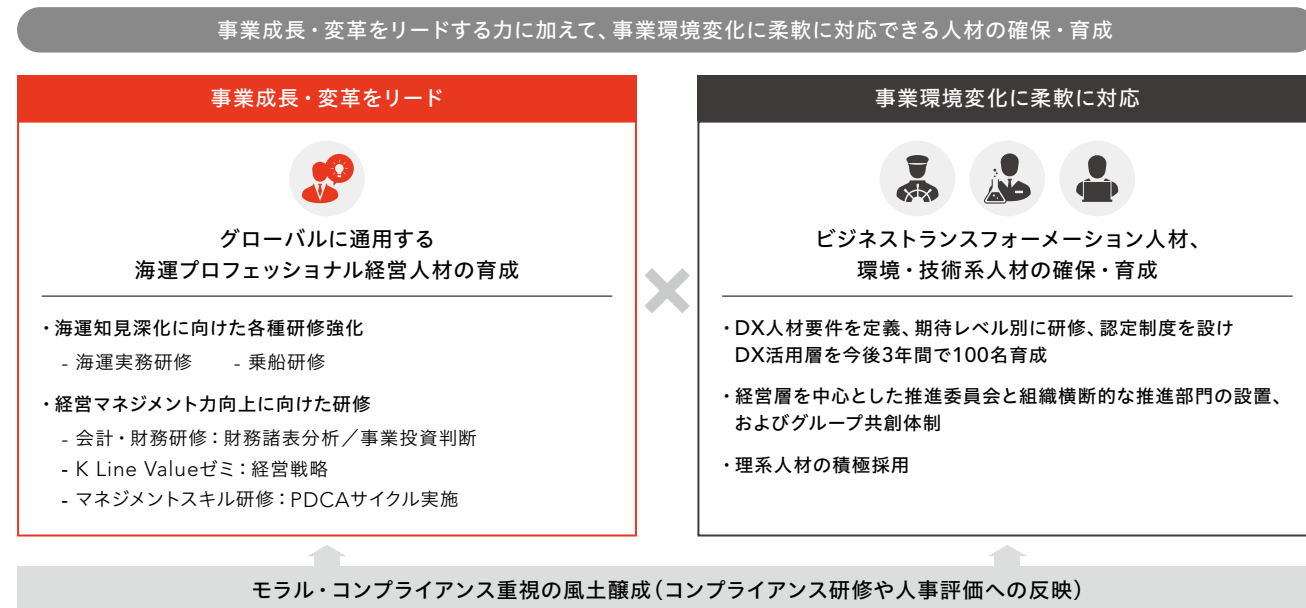 事業成長・変革をリードする力に加えて、事業環境変化に柔軟に対応できる人材の確保・育成
事業成長・変革をリード
グローバルに通用する
海運プロフェッショナル経営人材の育成
・海運知見深化に向けた各種研修強化
- 海運実務研修 - 乗船研修
・経営マネジメント力向上に向けた研修
- 会計・財務研修：財務諸表分析／事業投資判断
- K Line Valueゼミ：経営戦略
- マネジメントスキル研修：PDCAサイクル実施
×
事業環境変化に柔軟に対応
ビジネストランスフォーメーション人材、
環境・技術系人材の確保・育成
・DX人材要件を定義、期待レベル別に研修、認定制度を設け
DX活用層を今後3年間で100名育成
・経営層を中心とした推進委員会と組織横断的な推進部門の設置、
およびグループ共創体制
・理系人材の積極採用
モラル・コンプライアンス重視の風土醸成（コンプライアンス研修や人事評価への反映）